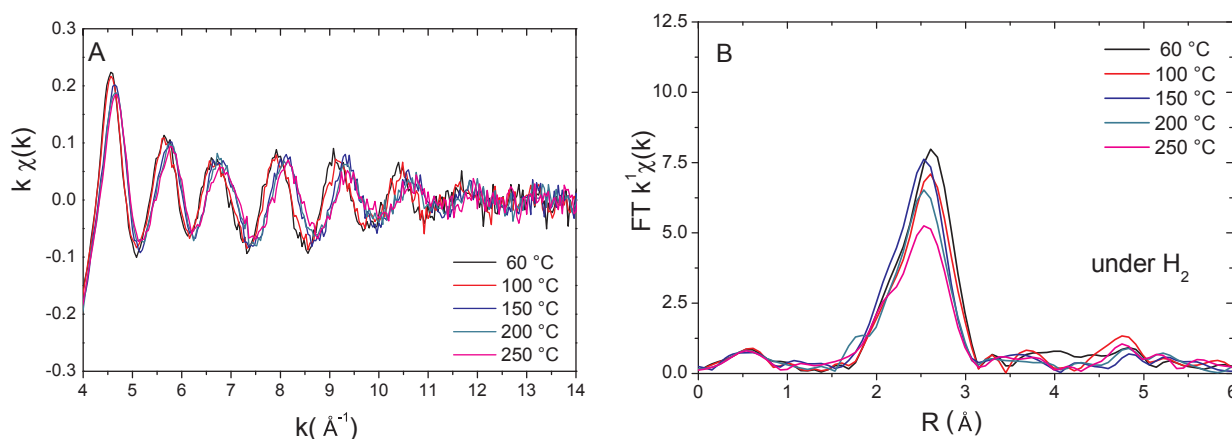 A
k χ(k)
0.3
0.2
0.1
0.0
-0.1
-0.2
-0.3
60 °C
100 °C
150 °C
200 °C
250 °C
4 5 6 7 8 9 10 11 12 13 14
k( Å⁻¹)
B
FT k¹χ(k)
12.5
10.0
7.5
5.0
2.5
0.0
60 °C
100 °C
150 °C
200 °C
250 °C
under H₂
0 1 2 3 4 5 6
R (Å)